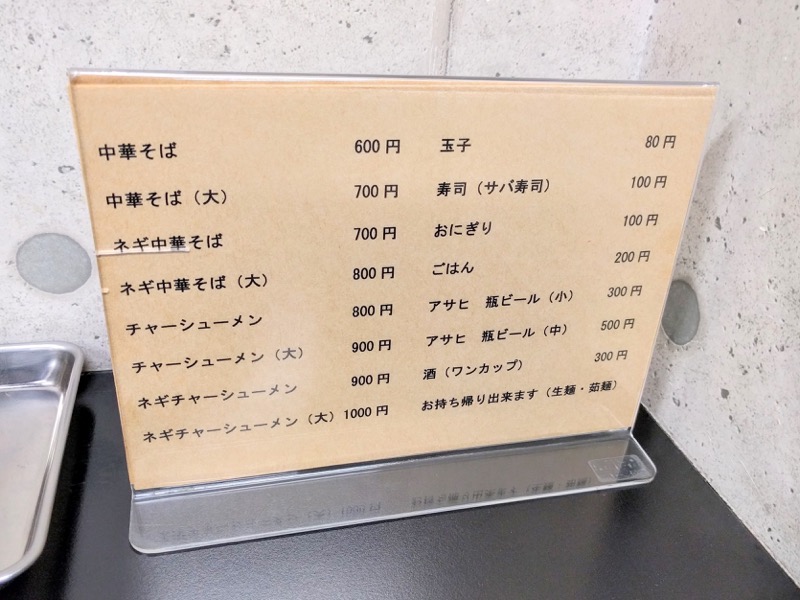 中華そば 600円
中華そば（大） 700円
ネギ中華そば 700円
ネギ中華そば（大） 800円
チャーシューメン 800円
チャーシューメン（大） 900円
ネギチャーシューメン 900円
ネギチャーシューメン（大） 1000円
玉子 80円
寿司（サバ寿司） 100円
おにぎり 100円
ごはん 200円
アサヒ　瓶ビール（小） 300円
アサヒ　瓶ビール（中） 500円
酒（ワンカップ） 300円
お持ち帰り出来ます（生麺・茹麺）